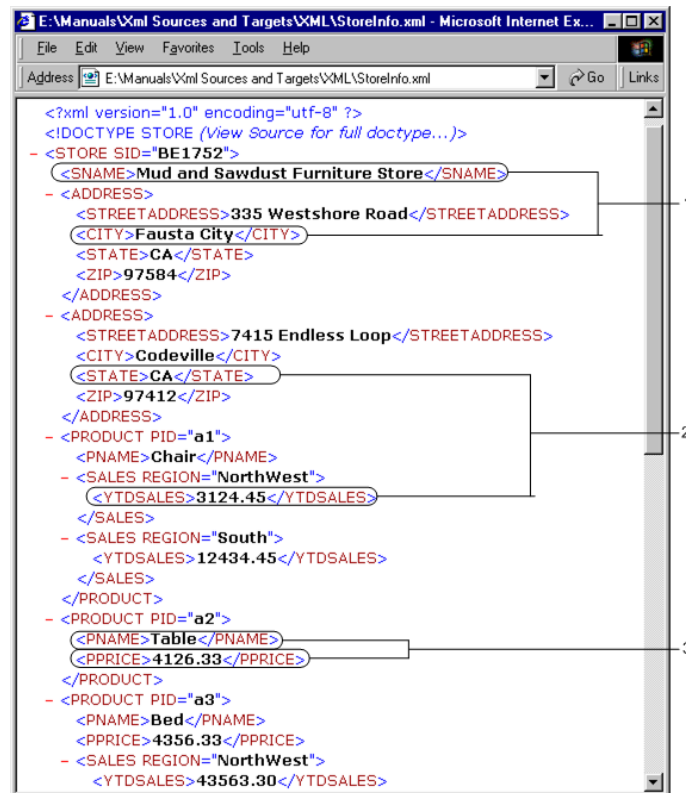 E:\Manuals\Xml Sources and Targets\XML\StoreInfo.xml - Microsoft Internet Ex...
File Edit View Favorites Tools Help
Address E:\Manuals\Xml Sources and Targets\XML\StoreInfo.xml Go Links
<?xml version="1.0" encoding="utf-8" ?>
<!DOCTYPE STORE (View Source for full doctype...)>
- <STORE SID="BE1752">
<SNAME>Mud and Sawdust Furniture Store</SNAME>
- <ADDRESS>
<STREETADDRESS>335 Westshore Road</STREETADDRESS>
<CITY>Fausta City</CITY>
<STATE>CA</STATE>
<ZIP>97584</ZIP>
</ADDRESS>
- <ADDRESS>
<STREETADDRESS>7415 Endless Loop</STREETADDRESS>
<CITY>Codeville</CITY>
<STATE>CA</STATE>
<ZIP>97412</ZIP>
</ADDRESS>
2
- <PRODUCT PID="a1">
<PNAME>Chair</PNAME>
- <SALES REGION="NorthWest">
<YTDSALES>3124.45</YTDSALES>
</SALES>
- <SALES REGION="South">
<YTDSALES>12434.45</YTDSALES>
</SALES>
</PRODUCT>
- <PRODUCT PID="a2">
<PNAME>Table</PNAME>
<PPRICE>4126.33</PPRICE>
3
</PRODUCT>
- <PRODUCT PID="a3">
<PNAME>Bed</PNAME>
<PPRICE>4356.33</PPRICE>
- <SALES REGION="NorthWest">
<YTDSALES>43563.30</YTDSALES>